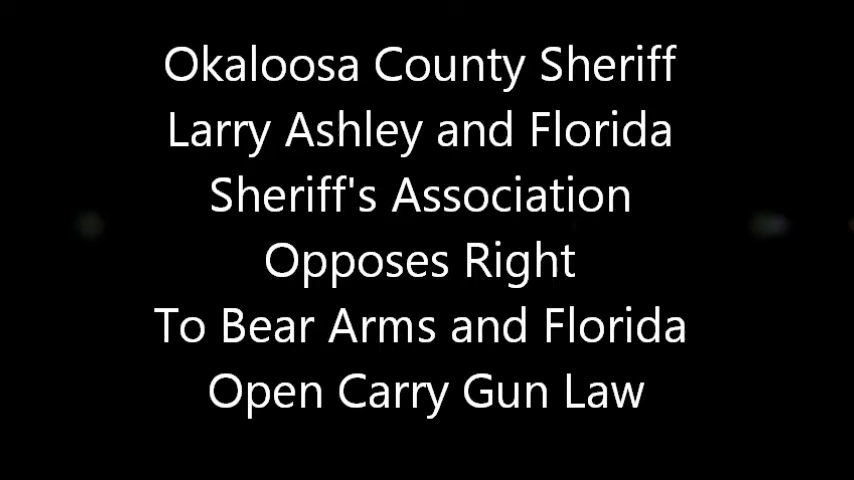 Okaloosa County Sheriff
Larry Ashley and Florida
Sheriff's Association
Opposes Right
To Bear Arms and Florida
Open Carry Gun Law